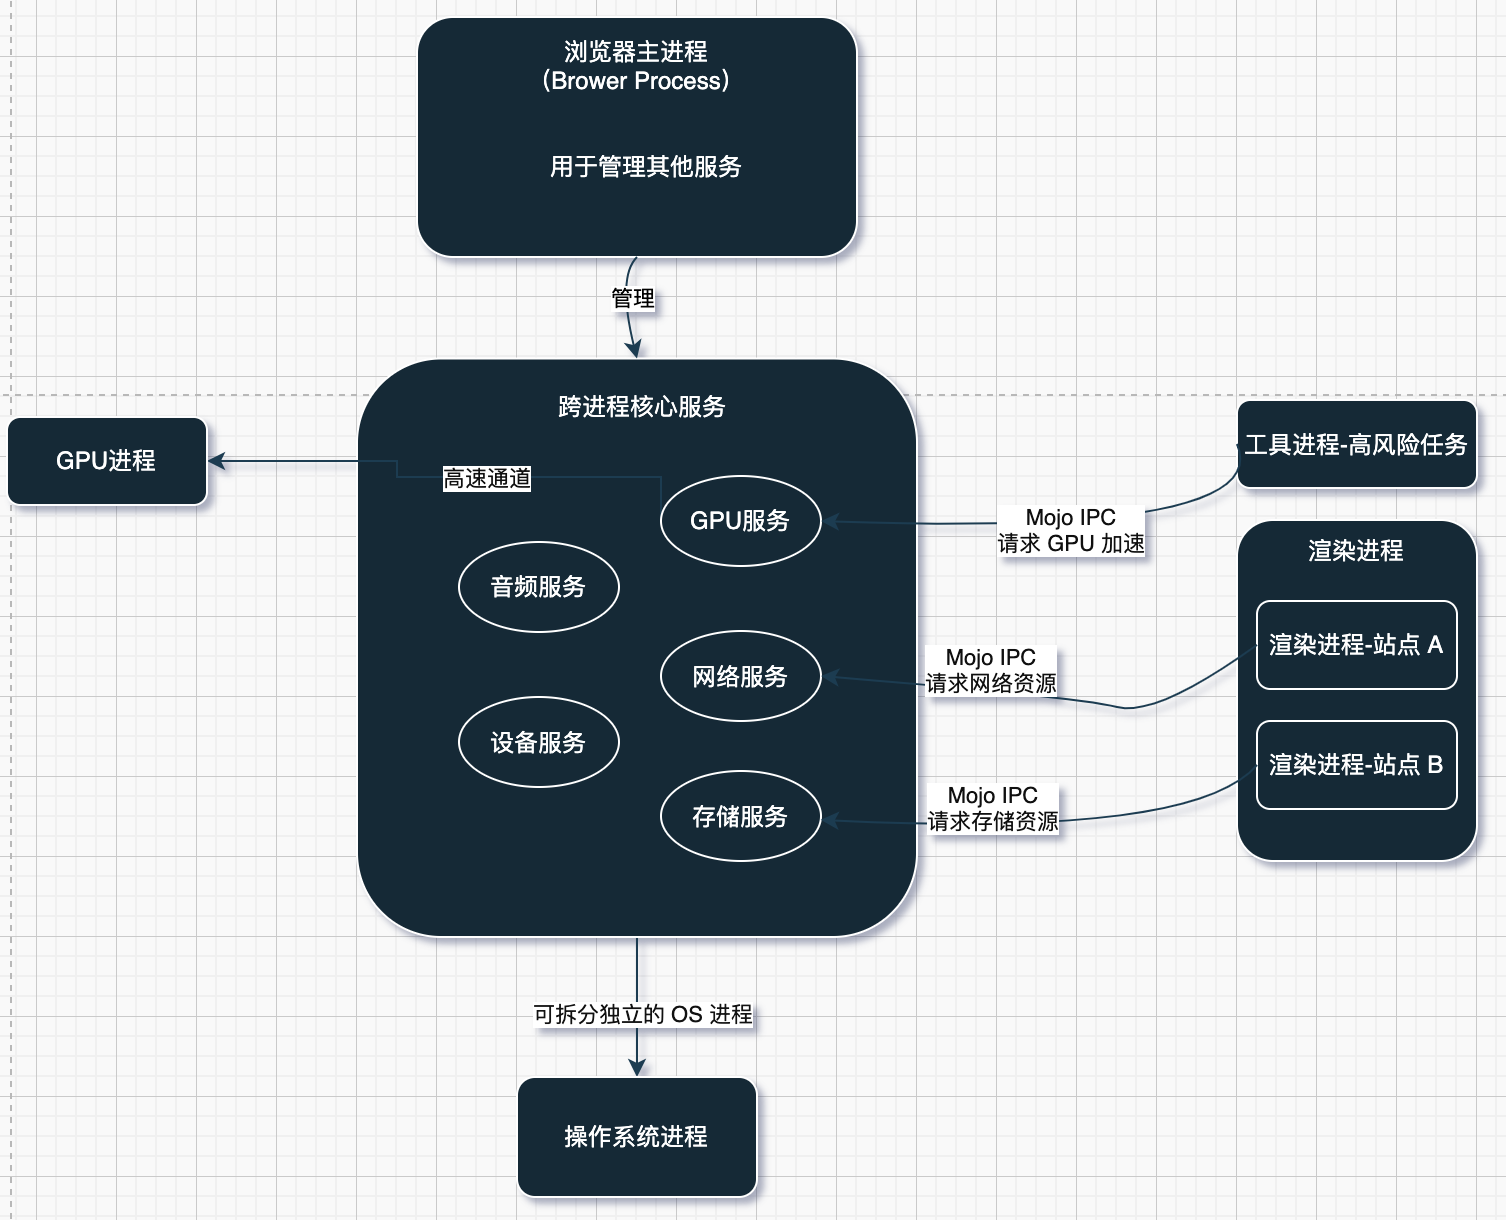 浏览器主进程
（Brower Process）
用于管理其他服务
管理
跨进程核心服务
GPU进程
高速通道
GPU服务
音频服务
网络服务
设备服务
存储服务
工具进程-高风险任务
Mojo IPC
请求 GPU 加速
渲染进程
渲染进程-站点 A
Mojo IPC
请求网络资源
渲染进程-站点 B
Mojo IPC
请求存储资源
可拆分独立的 OS 进程
操作系统进程